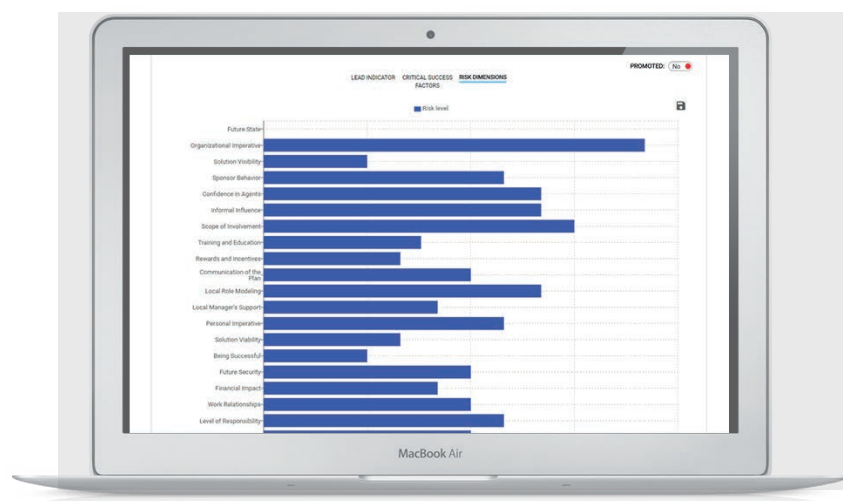 PROMOTED: No
LEAD INDICATOR CRITICAL SUCCESS RISK DIMENSIONS
FACTORS
Risk level
Future State
Organizational Imperative
Solution Visibility
Sponsor Behavior
Confidence in Agents
Informal Influence
Scope of Involvement
Training and Education
Rewards and Incentives
Communication of the
Plan
Local Role Modeling
Local Manager's Support
Personal Imperative
Solution Viability
Being Successful
Future Security
Financial Impact
Work Relationships
Level of Responsibility
MacBook Air